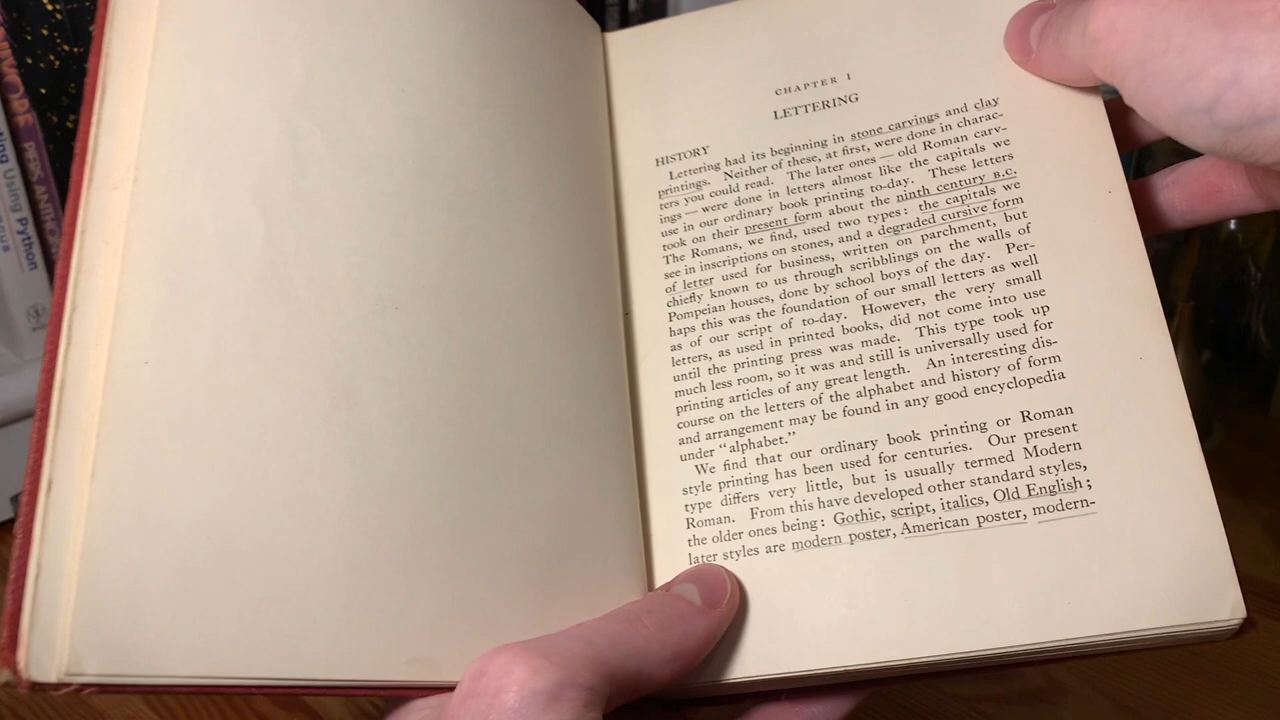 CHAPTER I
LETTERING
HISTORY
Lettering had its beginning in stone carvings and clay
printings. Neither of these, at first, were done in charac-
ters you could read. The later ones — old Roman carv-
ings — were done in letters almost like the capitals we
use in our ordinary book printing to-day. These letters
took on their present form about the ninth century B.C.
The Romans, we find, used two types: the capitals we
see in inscriptions on stones, and a degraded cursive form
of letter used for business, written on parchment, but
chiefly known to us through scribblings on the walls of
Pompeian houses, done by school boys of the day. Per-
haps this was the foundation of our small letters as well
as of our script of to-day. However, the very small
letters, as used in printed books, did not come into use
until the printing press was made. This type took up
much less room, so it was and still is universally used for
printing articles of any great length. An interesting dis-
course on the letters of the alphabet and history of form
and arrangement may be found in any good encyclopedia
under "alphabet."
We find that our ordinary book printing or Roman
style printing has been used for centuries. Our present
type differs very little, but is usually termed Modern
Roman. From this have developed other standard styles,
the older ones being: Gothic, script, italics, Old English;
later styles are modern poster, American poster, modern-
Using Python
PIERS ANTHO